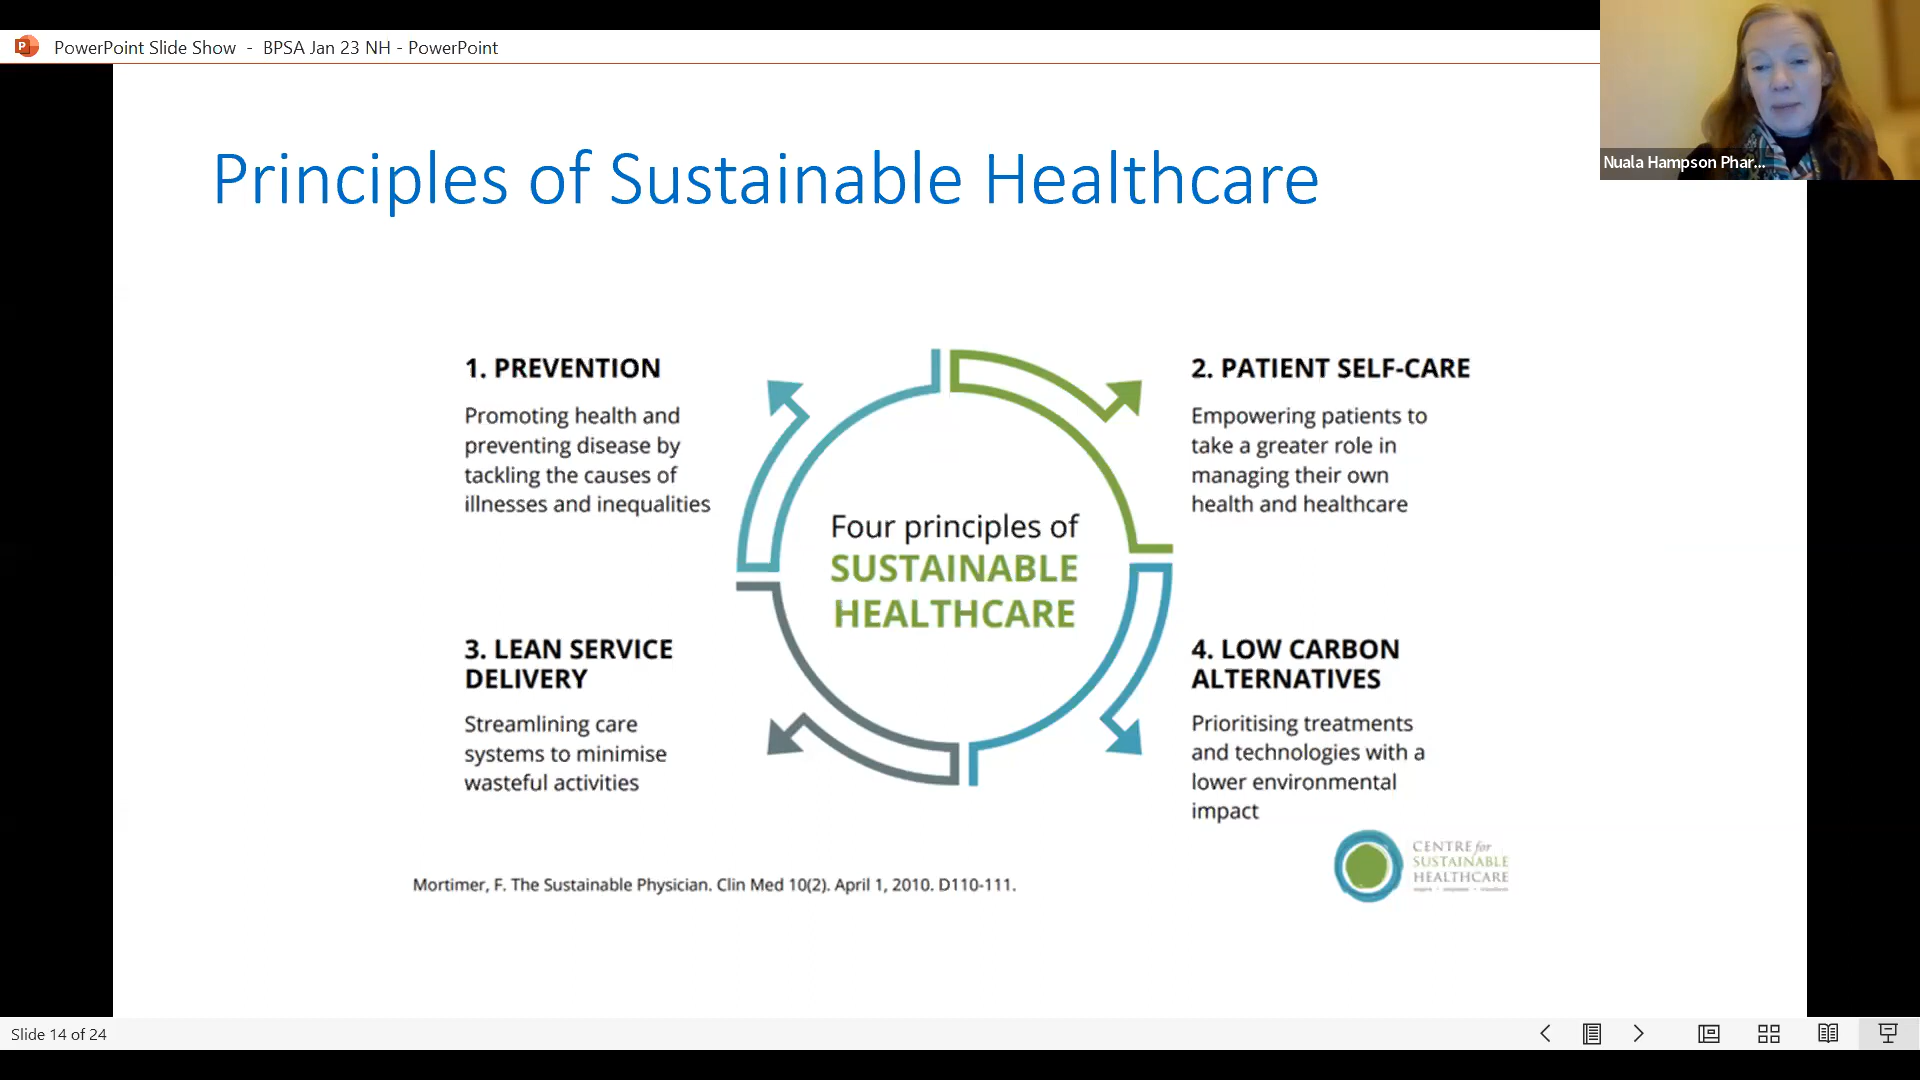 PowerPoint Slide Show - BPSA Jan 23 NH - PowerPoint
Nuala Hampson Phar...
Principles of Sustainable Healthcare
1. PREVENTION
Promoting health and
preventing disease by
tackling the causes of
illnesses and inequalities
2. PATIENT SELF-CARE
Empowering patients to
take a greater role in
managing their own
health and healthcare
Four principles of
SUSTAINABLE
HEALTHCARE
3. LEAN SERVICE
DELIVERY
Streamlining care
systems to minimise
wasteful activities
4. LOW CARBON
ALTERNATIVES
Prioritising treatments
and technologies with a
lower environmental
impact
CENTRE for
SUSTAINABLE
HEALTHCARE
Mortimer, F. The Sustainable Physician. Clin Med 10(2). April 1, 2010. D110-111.
Slide 14 of 24